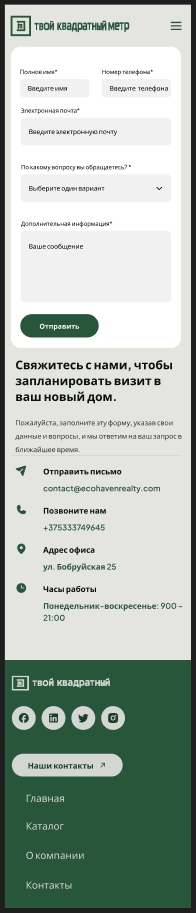 твой квадратный метр
Полное имя* Номер телефона*
Введите имя Введите телефона
Электронная почта*
Введите электронную почту
По какому вопросу вы обращаетесь? *
Выберите один вариант
Дополнительная информация*
Ваше сообщение
Отправить
Свяжитесь с нами, чтобы
запланировать визит в
ваш новый дом.
Пожалуйста, заполните эту форму, указав свои
данные и вопросы, и мы ответим на ваш запрос в
ближайшее время.
Отправить письмо
contact@ecohavenrealty.com
Позвоните нам
+375333749645
Адрес офиса
ул. Бобруйская 25
Часы работы
Понедельник-воскресенье: 900 -
21:00
твой квадратный
Наши контакты
Главная
Каталог
О компании
Контакты